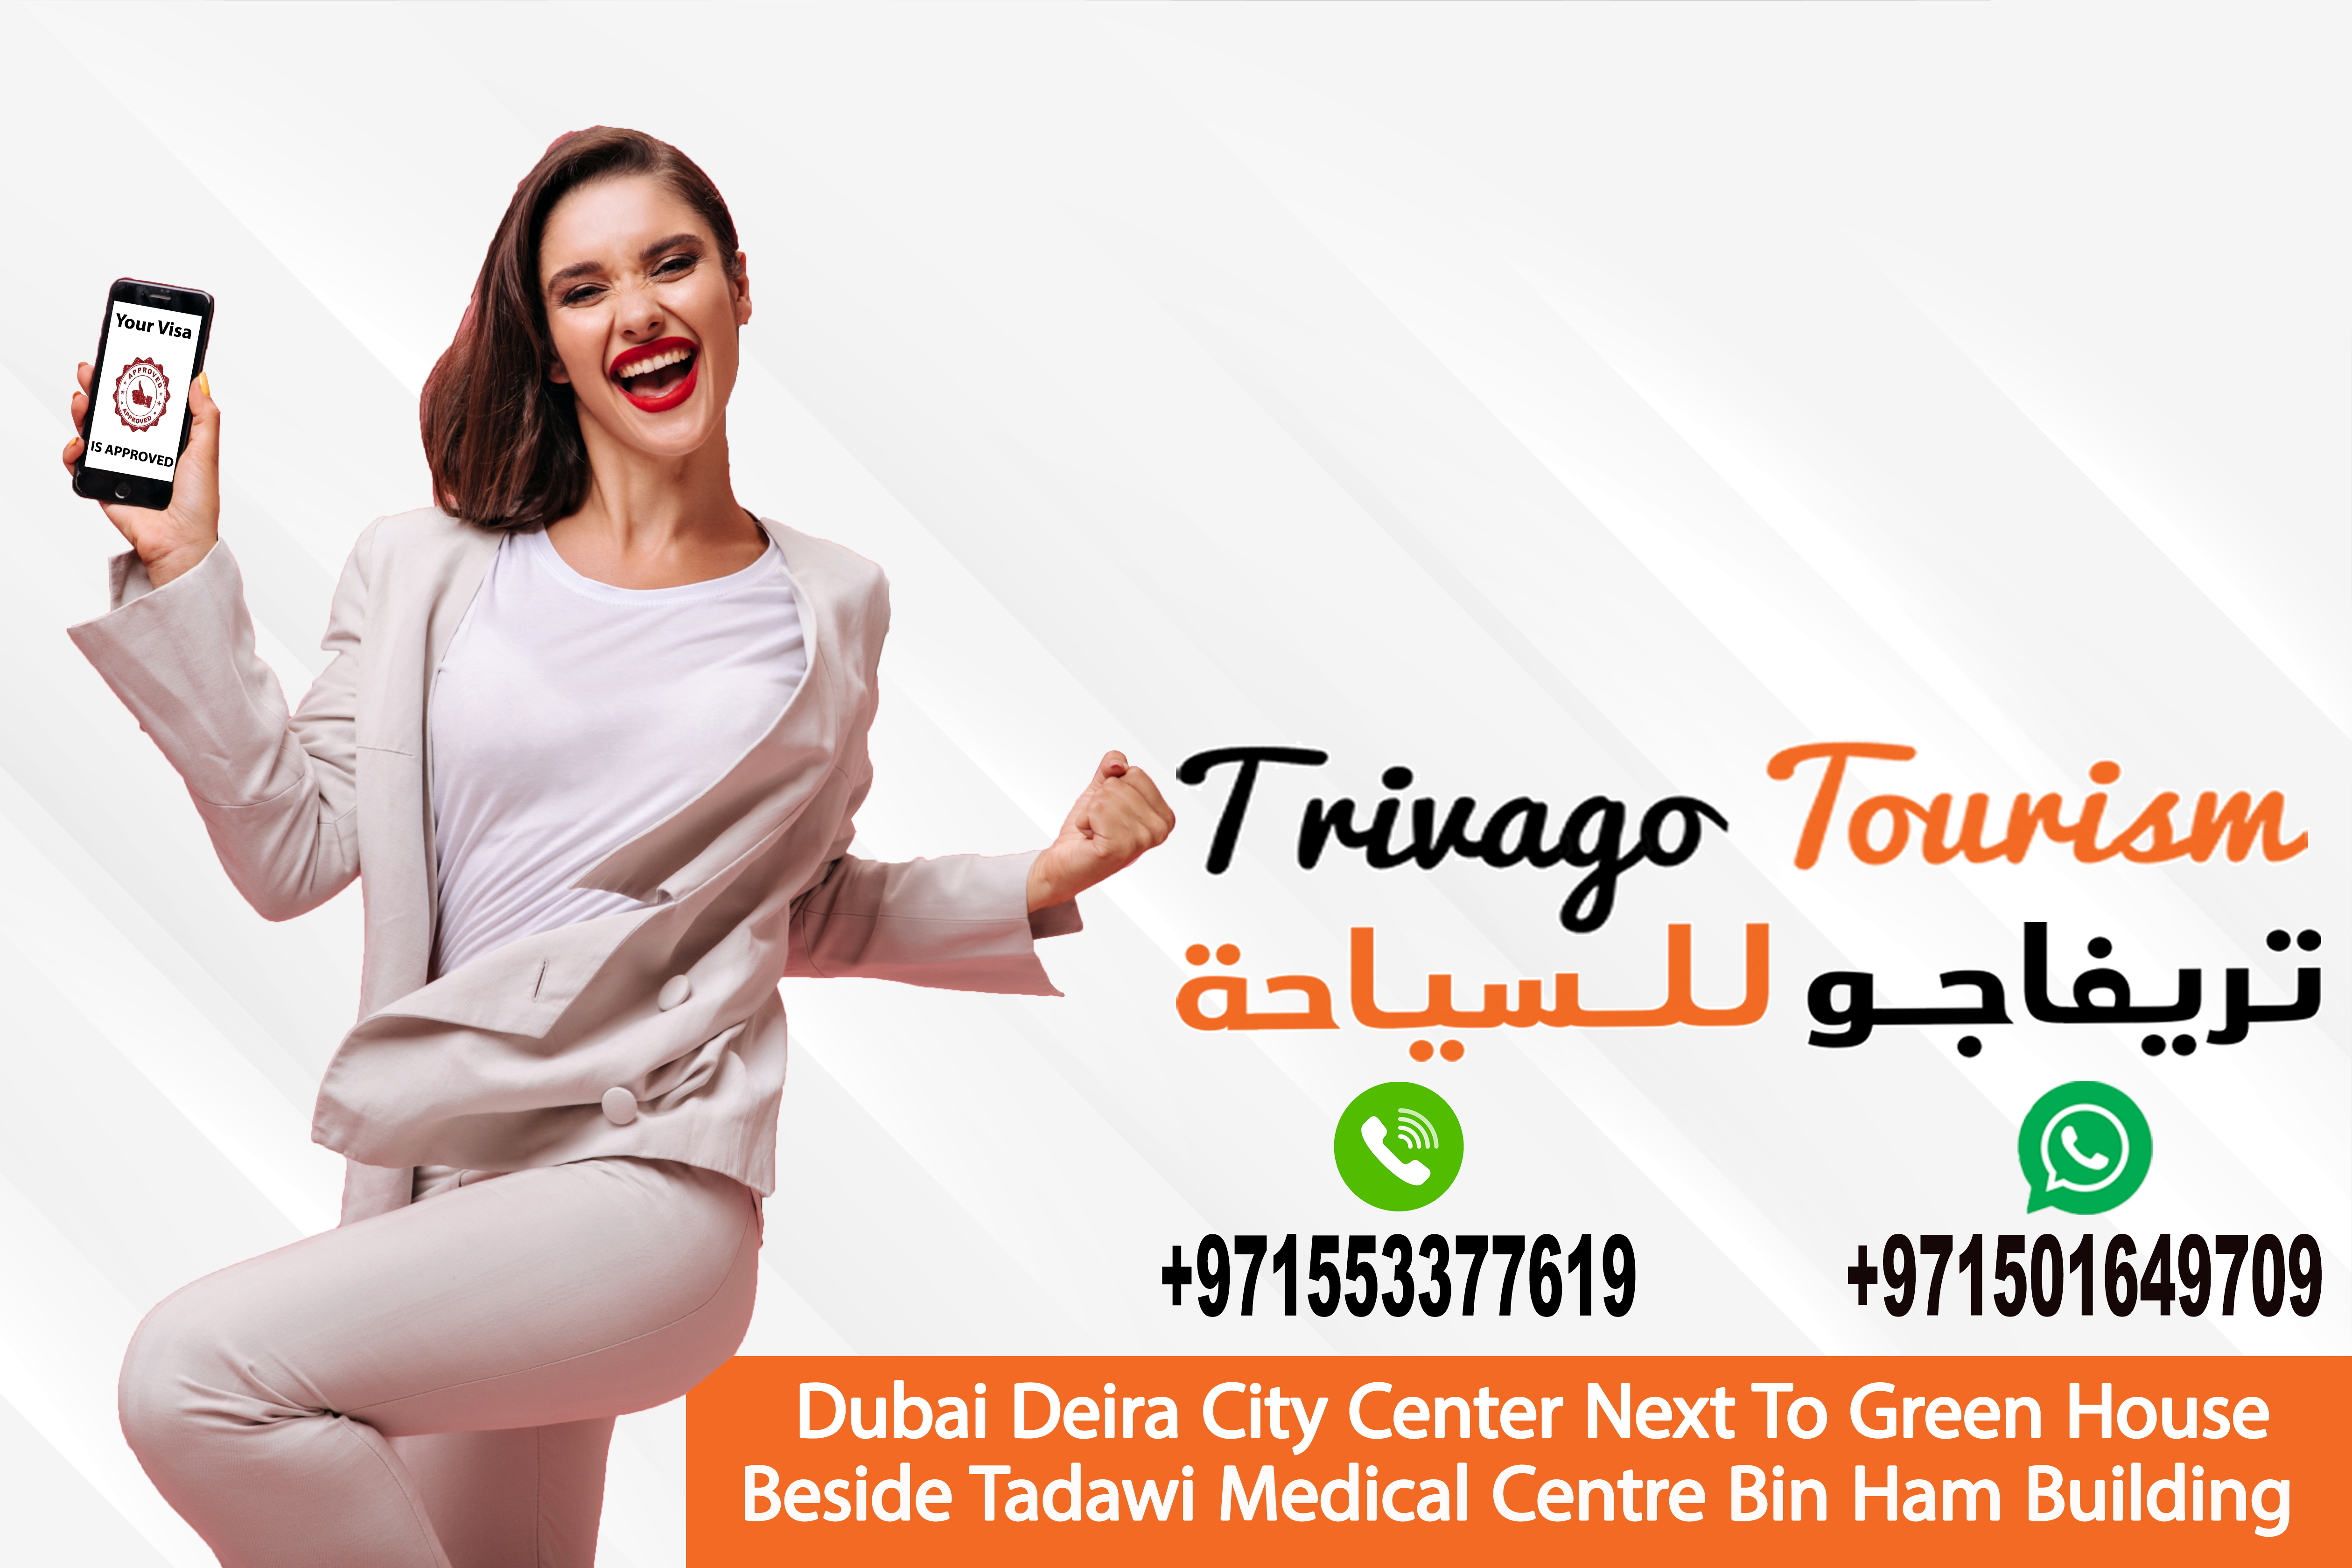 Your Visa
APPROVED
APPROVED
IS APPROVED
Trivago Tourism
تريفاجو للسياحة
+971553377619
+971501649709
Dubai Deira City Center Next To Green House
Beside Tadawi Medical Centre Bin Ham Building